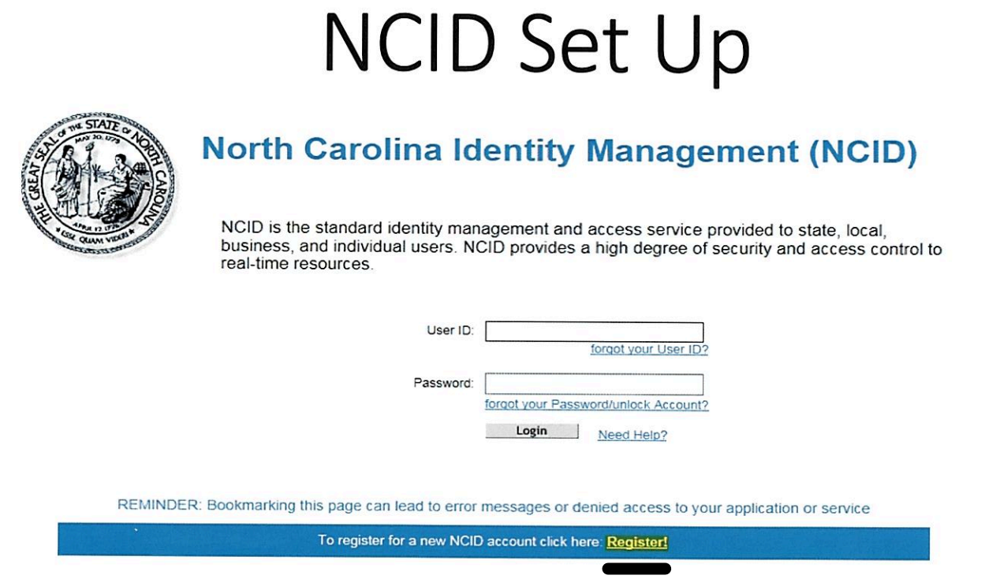 NCID Set Up
THE GREAT SEAL OF THE STATE OF NORTH CAROLINA
MAY 20, 1775
APRIL 12, 1776
★ ESSE QUAM VIDERI ★
North Carolina Identity Management (NCID)
NCID is the standard identity management and access service provided to state, local,
business, and individual users. NCID provides a high degree of security and access control to
real-time resources.
User ID:
forgot your User ID?
Password:
forgot your Password/unlock Account?
Login Need Help?
REMINDER: Bookmarking this page can lead to error messages or denied access to your application or service
To register for a new NCID account click here: Register!